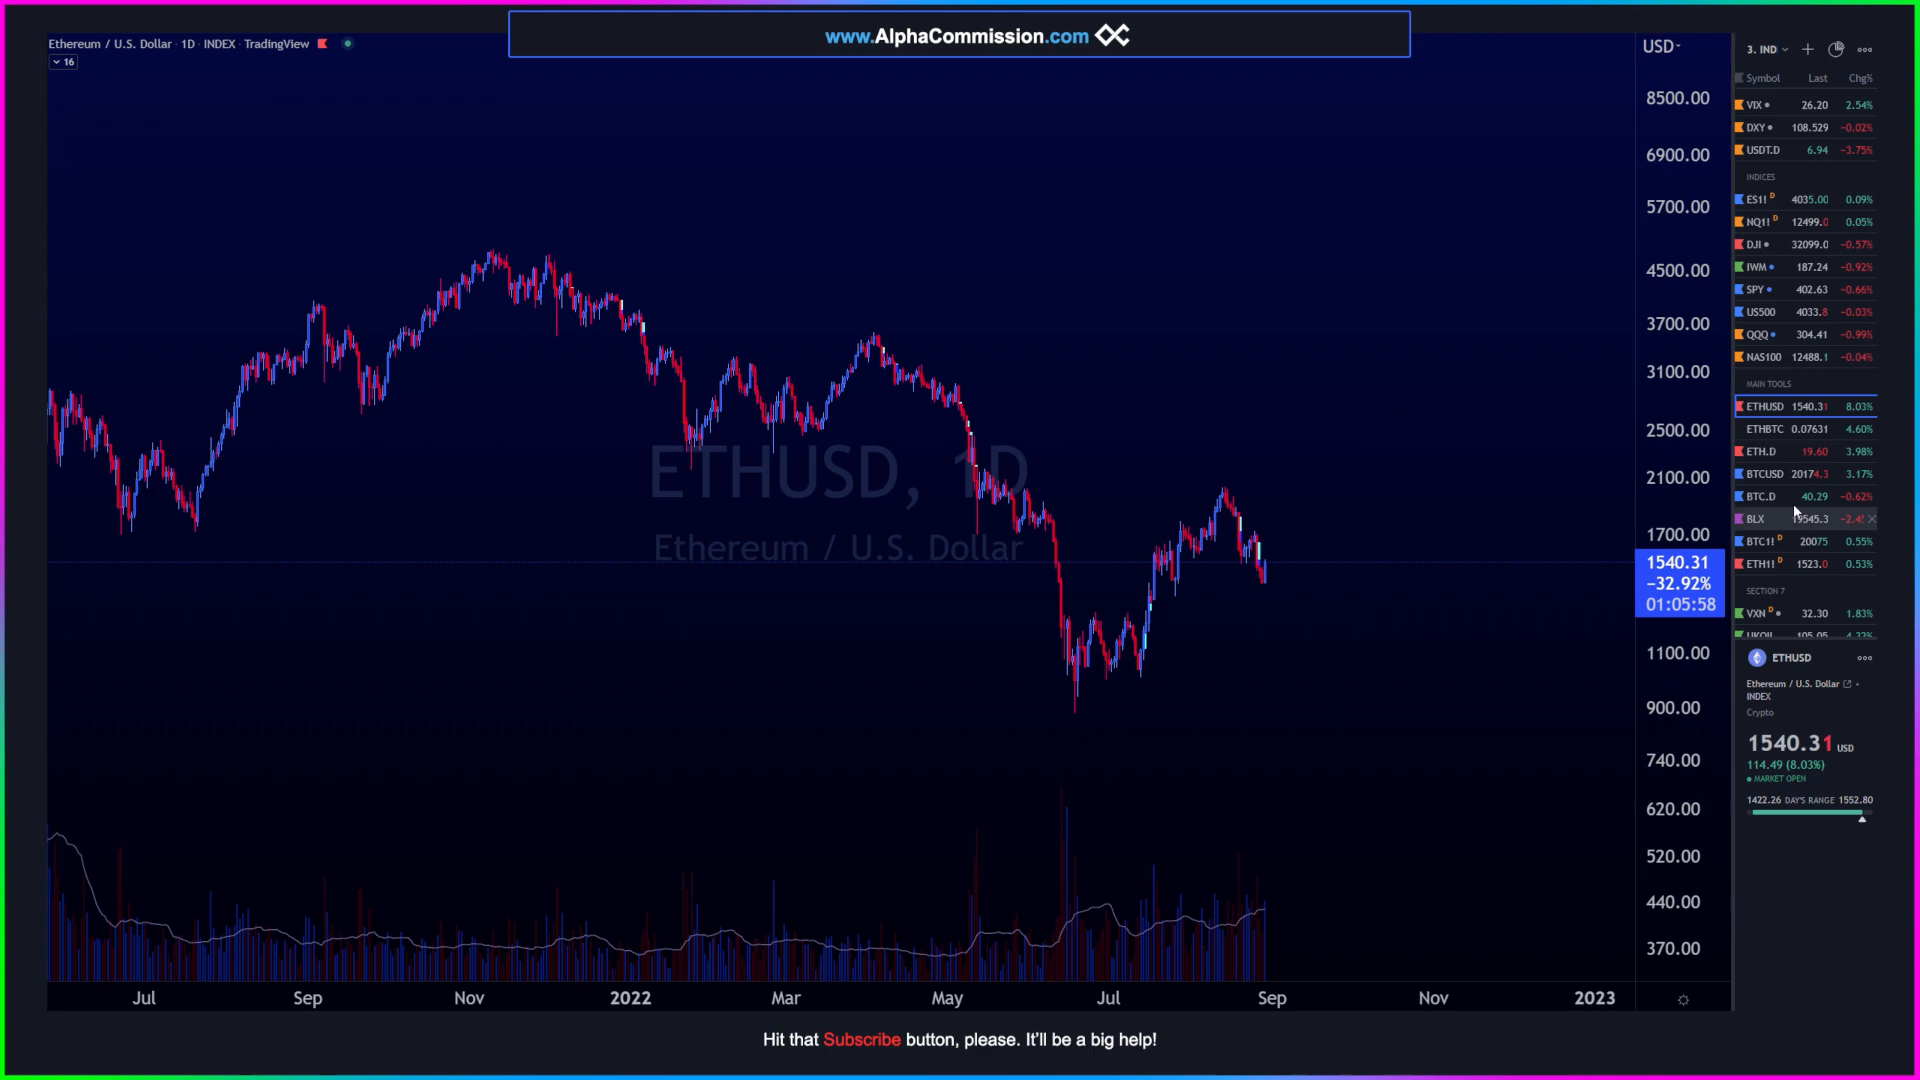 www.AlphaCommission.com
Ethereum / U.S. Dollar · 1D · INDEX · TradingView
16
ETHUSD, 1D
Ethereum / U.S. Dollar
USD
8500.00
6900.00
5700.00
4500.00
3700.00
3100.00
2500.00
2100.00
1700.00
1540.31
−32.92%
01:05:58
1100.00
900.00
740.00
620.00
520.00
440.00
370.00
Jul Sep Nov 2022 Mar May Jul Sep Nov 2023
3. IND
Symbol Last Chg%
VIX 26.20 2.54%
DXY 108.529 −0.02%
USDT.D 6.94 −3.75%
INDICES
ES1! D 4035.00 0.09%
NQ1! D 12499.0 0.05%
DJI 32099.0 −0.57%
IWM 187.24 −0.92%
SPY 402.63 −0.66%
US500 4033.8 −0.03%
QQQ 304.41 −0.99%
NAS100 12488.1 −0.04%
MAIN TOOLS
ETHUSD 1540.31 8.03%
ETHBTC 0.07631 4.60%
ETH.D 19.60 3.98%
BTCUSD 20174.3 3.17%
BTC.D 40.29 −0.62%
BLX 19545.3
BTC1! D 20075 0.55%
ETH1! D 1523.0 0.53%
SECTION 7
VXN D 32.30 1.83%
UKOIL 105.05 4.32%
ETHUSD
Ethereum / U.S. Dollar
INDEX
Crypto
1540.31 USD
114.49 (8.03%)
MARKET OPEN
1422.26 DAY'S RANGE 1552.80
Hit that Subscribe button, please. It'll be a big help!